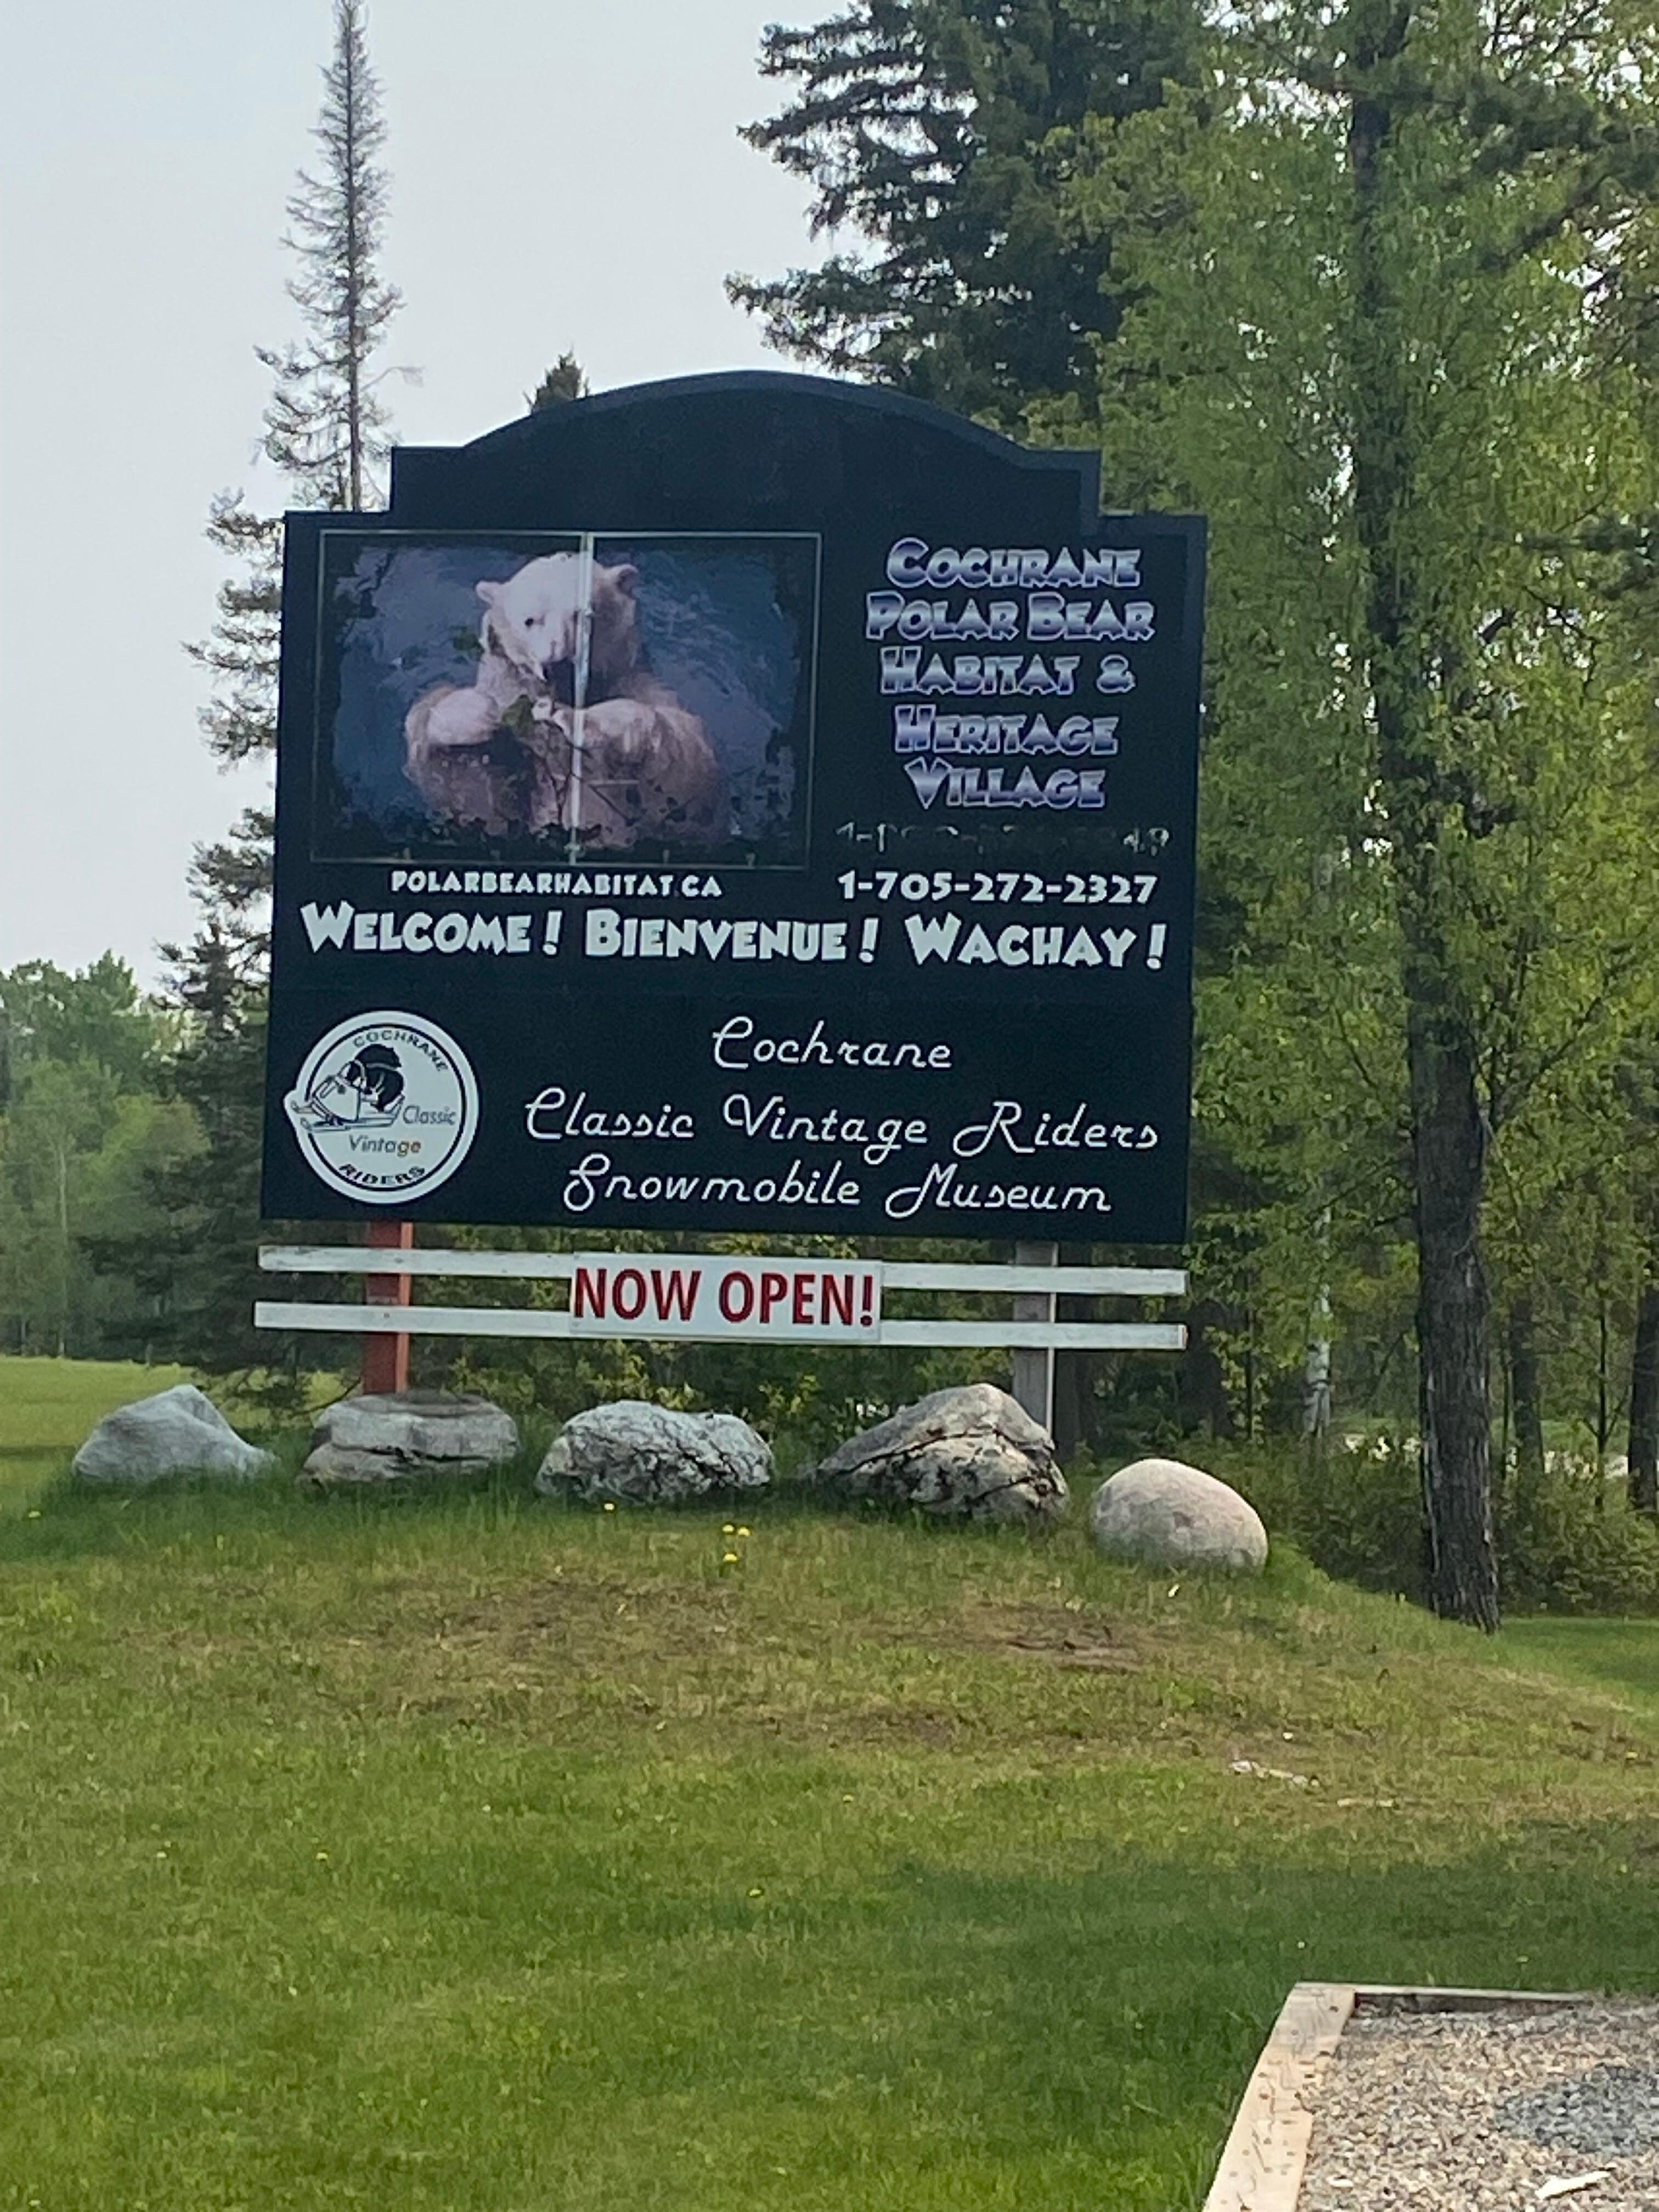 COCHRANE
POLAR BEAR
HABITAT &
HERITAGE
VILLAGE
POLARBEARHABITAT.CA
1-705-272-2327
WELCOME! BIENVENUE! WACHAY!
COCHRANE
Classic
Vintage
RIDERS
Cochrane
Classic Vintage Riders
Snowmobile Museum
NOW OPEN!